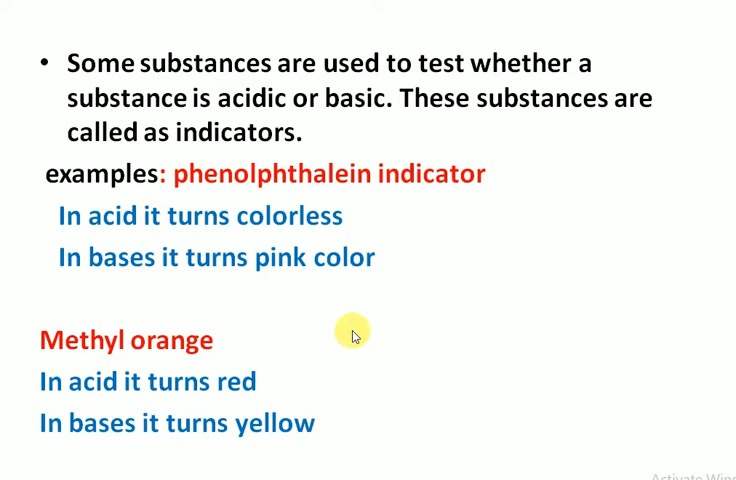 • Some substances are used to test whether a
substance is acidic or basic. These substances are
called as indicators.
examples: phenolphthalein indicator
In acid it turns colorless
In bases it turns pink color
Methyl orange
In acid it turns red
In bases it turns yellow